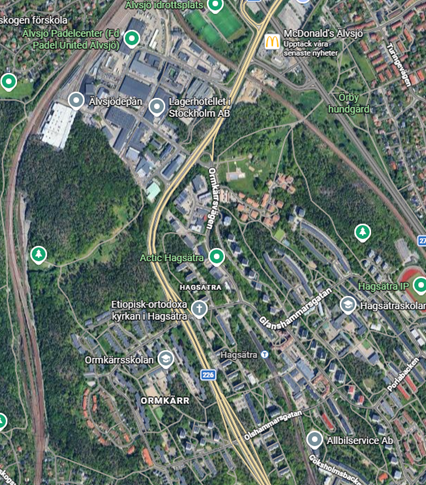 skogen förskola
Älvsjö idrottsplats
Älvsjö Padelcenter (Fd
Padel United Älvsjö)
McDonald's Älvsjö
Upptäck våra
senaste nyheter
Turingevägen
Älvsjödepån
Lagerhotellet i
Stockholm AB
Örby
hundgård
Ormkärrsvägen
Actic Hagsätra
HAGSÄTRA
Etiopisk-ortodoxa
kyrkan i Hagsätra
Hagsätra IP
Granshammarsgatan
Hagsätraskolan
Ormkärrsskolan
Hagsätra
T
226
ORMKÄRR
Olshammarsgatan
Allbilservice Ab